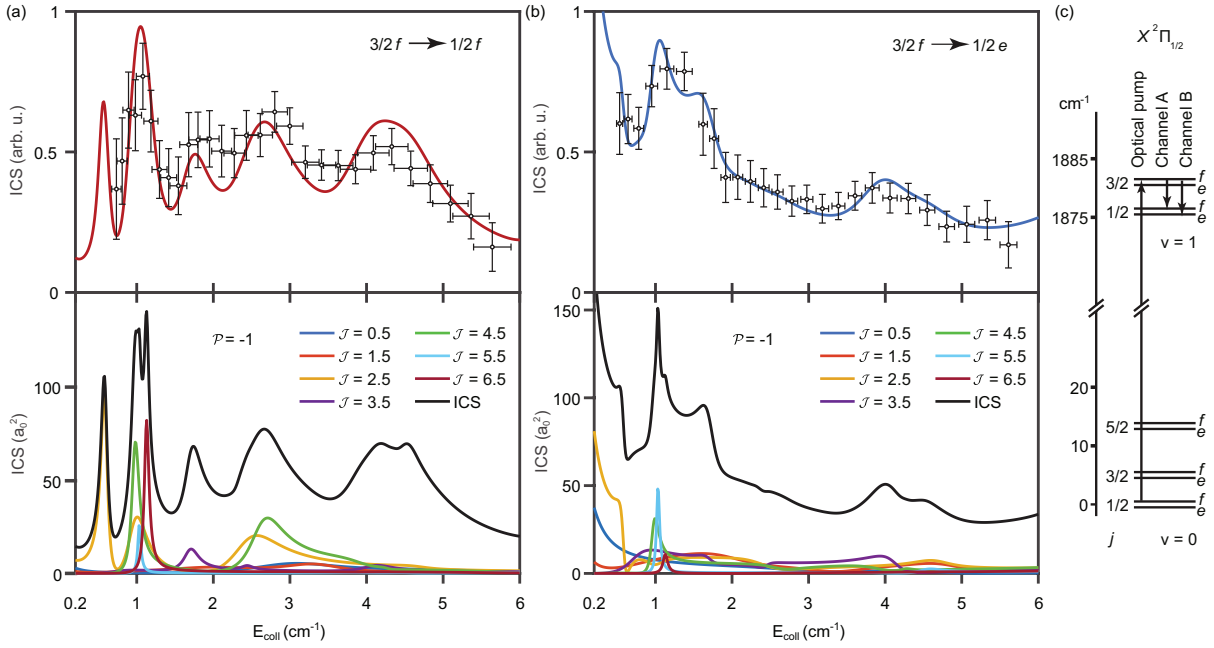 (a)
ICS (arb. u.)
1
0.5
0
3/2 f → 1/2 f
ICS (a₀²)
100
50
0
𝒫 = -1
𝒥 = 0.5
𝒥 = 1.5
𝒥 = 2.5
𝒥 = 3.5
𝒥 = 4.5
𝒥 = 5.5
𝒥 = 6.5
ICS
0.2 1 2 3 4 5 6
E_coll (cm⁻¹)
(b)
ICS (arb. u.)
1
0.5
0
3/2 f → 1/2 e
ICS (a₀²)
150
100
50
0
𝒫 = -1
𝒥 = 0.5
𝒥 = 1.5
𝒥 = 2.5
𝒥 = 3.5
𝒥 = 4.5
𝒥 = 5.5
𝒥 = 6.5
ICS
0.2 1 2 3 4 5 6
E_coll (cm⁻¹)
(c)
X ²Π₁/₂
cm⁻¹
Optical pump
Channel A
Channel B
1885
3/2 f
e
1875 1/2 f
e
v = 1
20
5/2 f
e
10
3/2 f
e
0 1/2 f
e
j v = 0